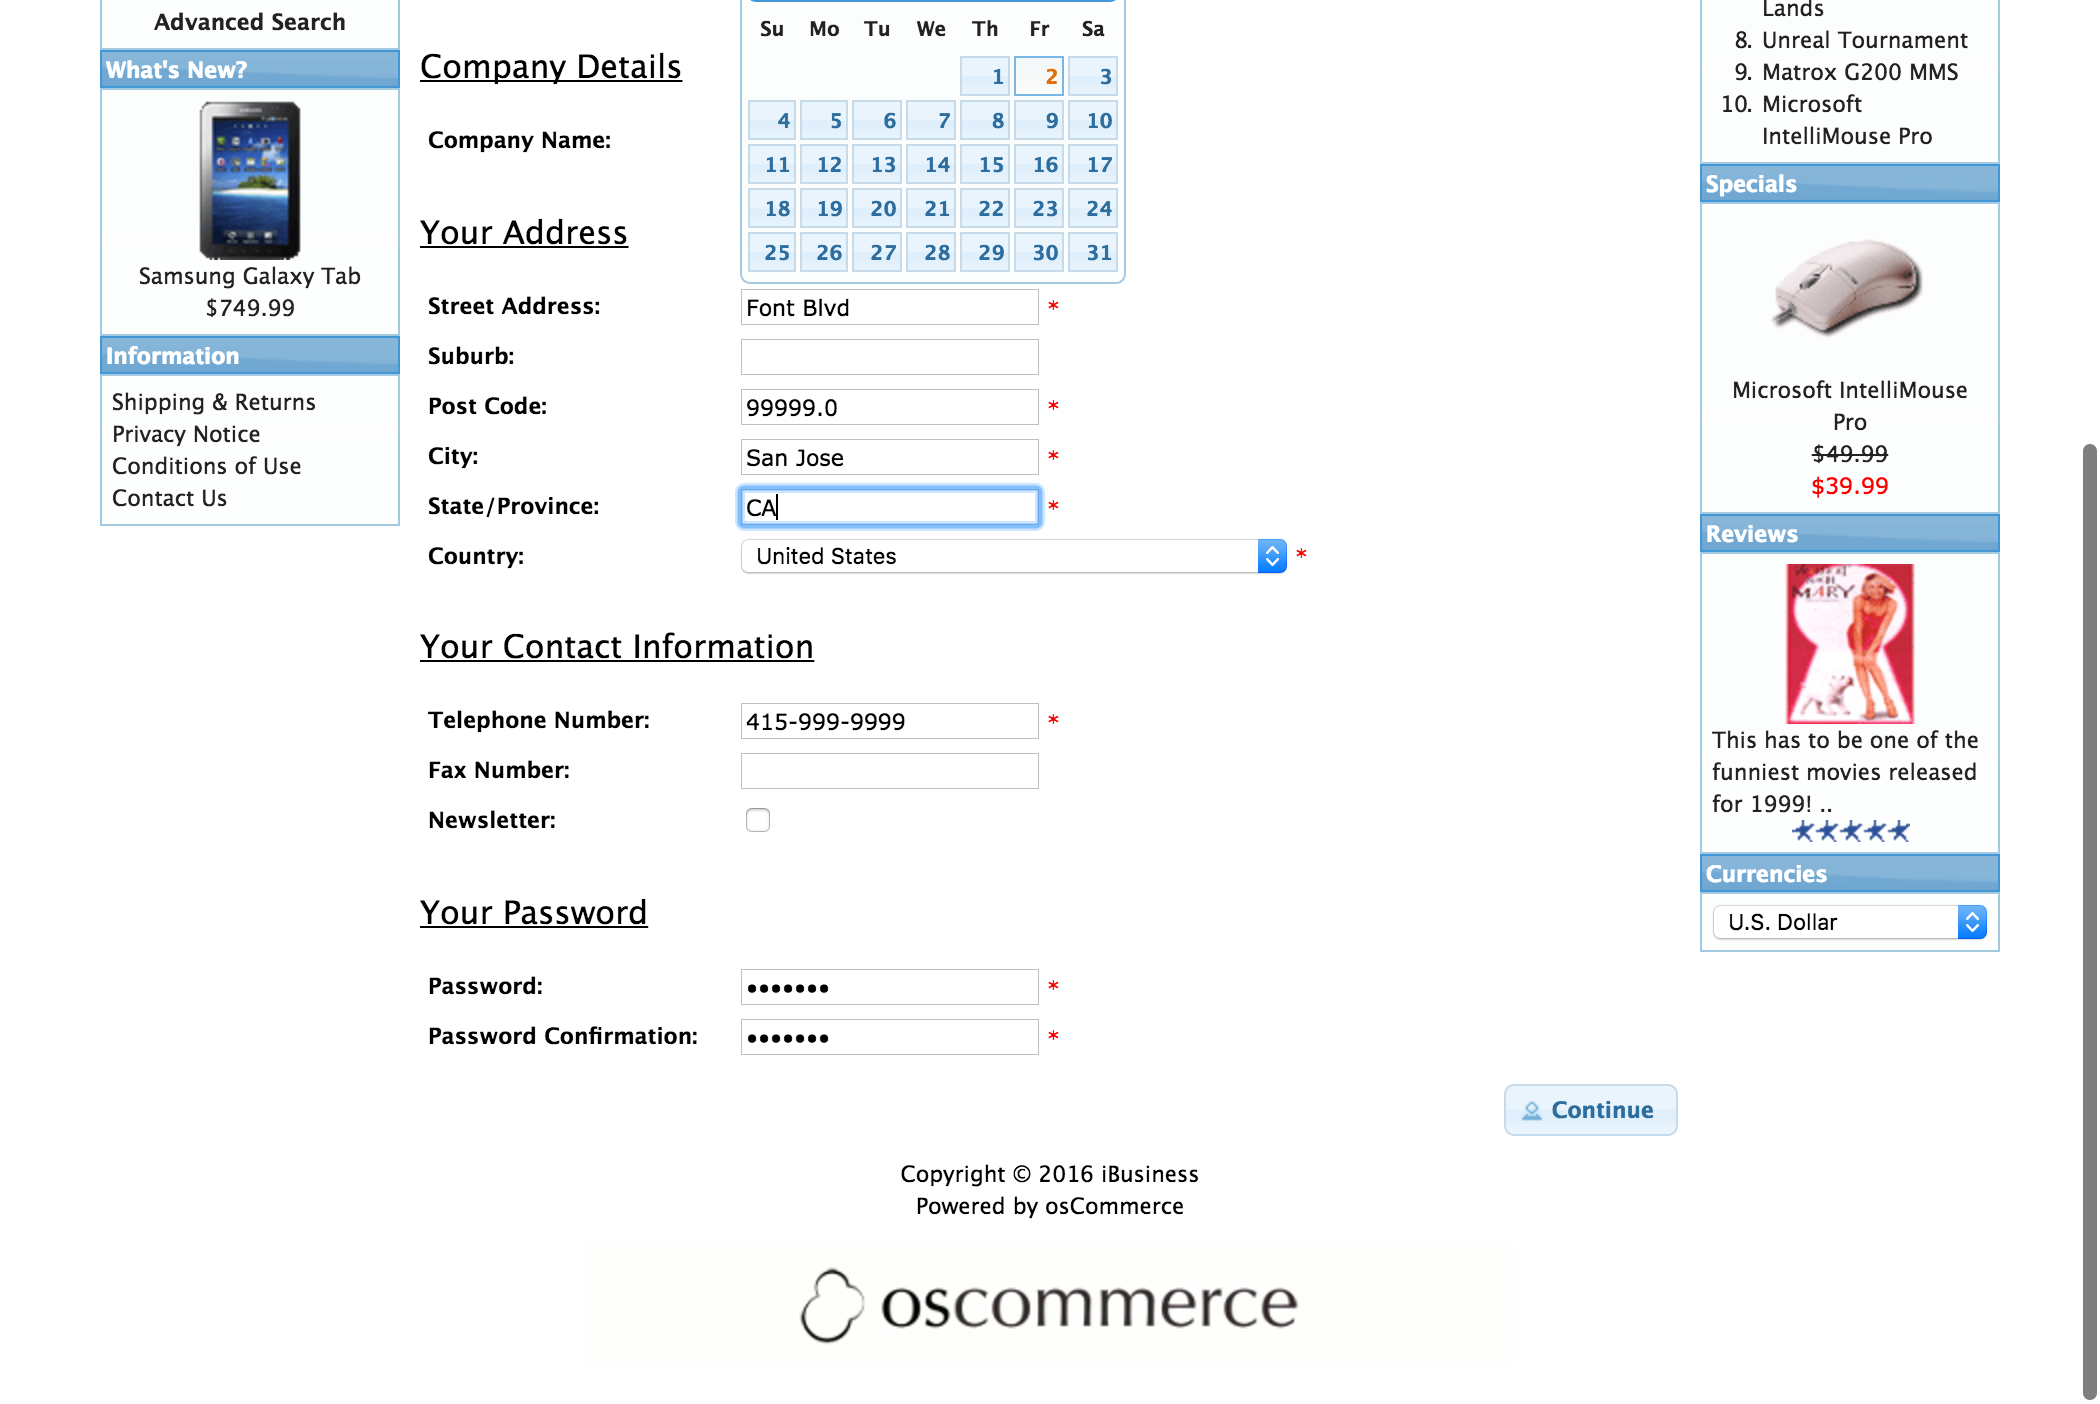 Advanced Search
What's New?
Samsung Galaxy Tab
$749.99
Information
Shipping & Returns
Privacy Notice
Conditions of Use
Contact Us
Company Details
Company Name:
Su Mo Tu We Th Fr Sa
1 2 3
4 5 6 7 8 9 10
11 12 13 14 15 16 17
18 19 20 21 22 23 24
25 26 27 28 29 30 31
Your Address
Street Address: Font Blvd *
Suburb:
Post Code: 99999.0 *
City: San Jose *
State/Province: CA *
Country: United States *
Your Contact Information
Telephone Number: 415-999-9999 *
Fax Number:
Newsletter:
Your Password
Password: ••••••• *
Password Confirmation: ••••••• *
Continue
Lands
8. Unreal Tournament
9. Matrox G200 MMS
10. Microsoft
IntelliMouse Pro
Specials
Microsoft IntelliMouse
Pro
$49.99
$39.99
Reviews
MARY
This has to be one of the
funniest movies released
for 1999! ..
Currencies
U.S. Dollar
Copyright © 2016 iBusiness
Powered by osCommerce
oscommerce